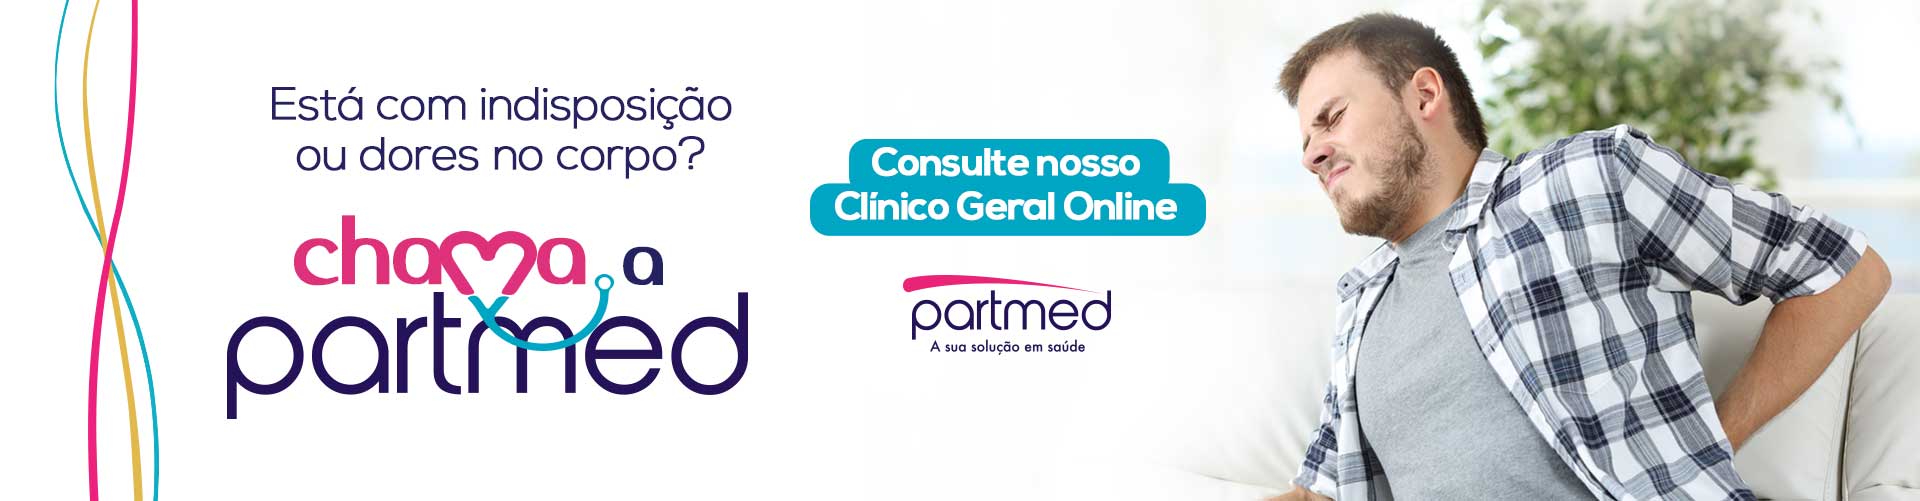 Está com indisposição
ou dores no corpo?
chama a
partmed
Consulte nosso
Clínico Geral Online
partmed
A sua solução em saúde